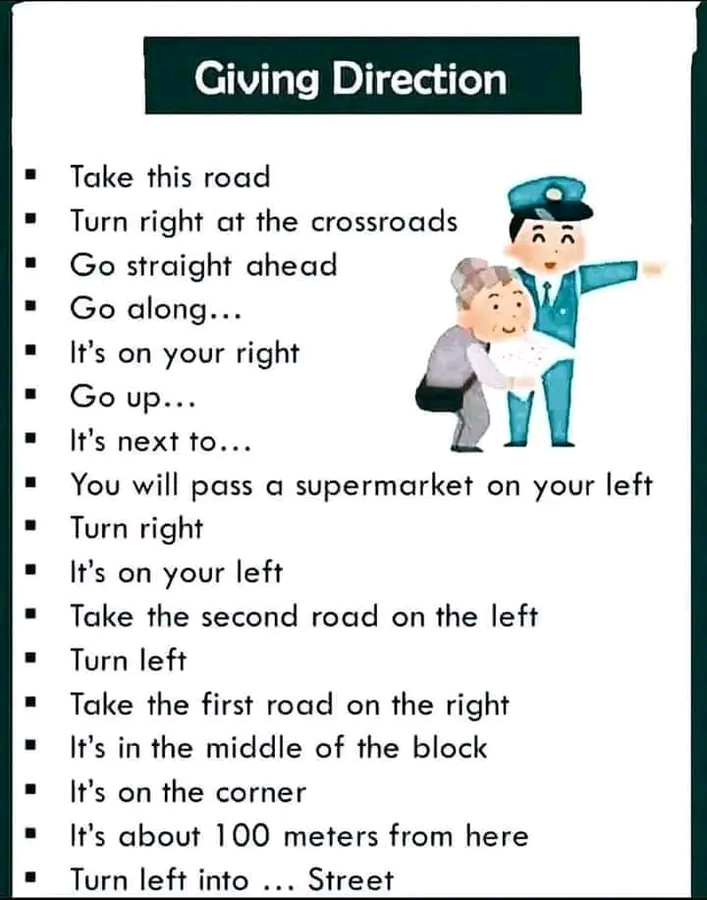 Giving Direction
▪ Take this road
▪ Turn right at the crossroads
▪ Go straight ahead
▪ Go along...
▪ It's on your right
▪ Go up...
▪ It's next to...
▪ You will pass a supermarket on your left
▪ Turn right
▪ It's on your left
▪ Take the second road on the left
▪ Turn left
▪ Take the first road on the right
▪ It's in the middle of the block
▪ It's on the corner
▪ It's about 100 meters from here
▪ Turn left into ... Street